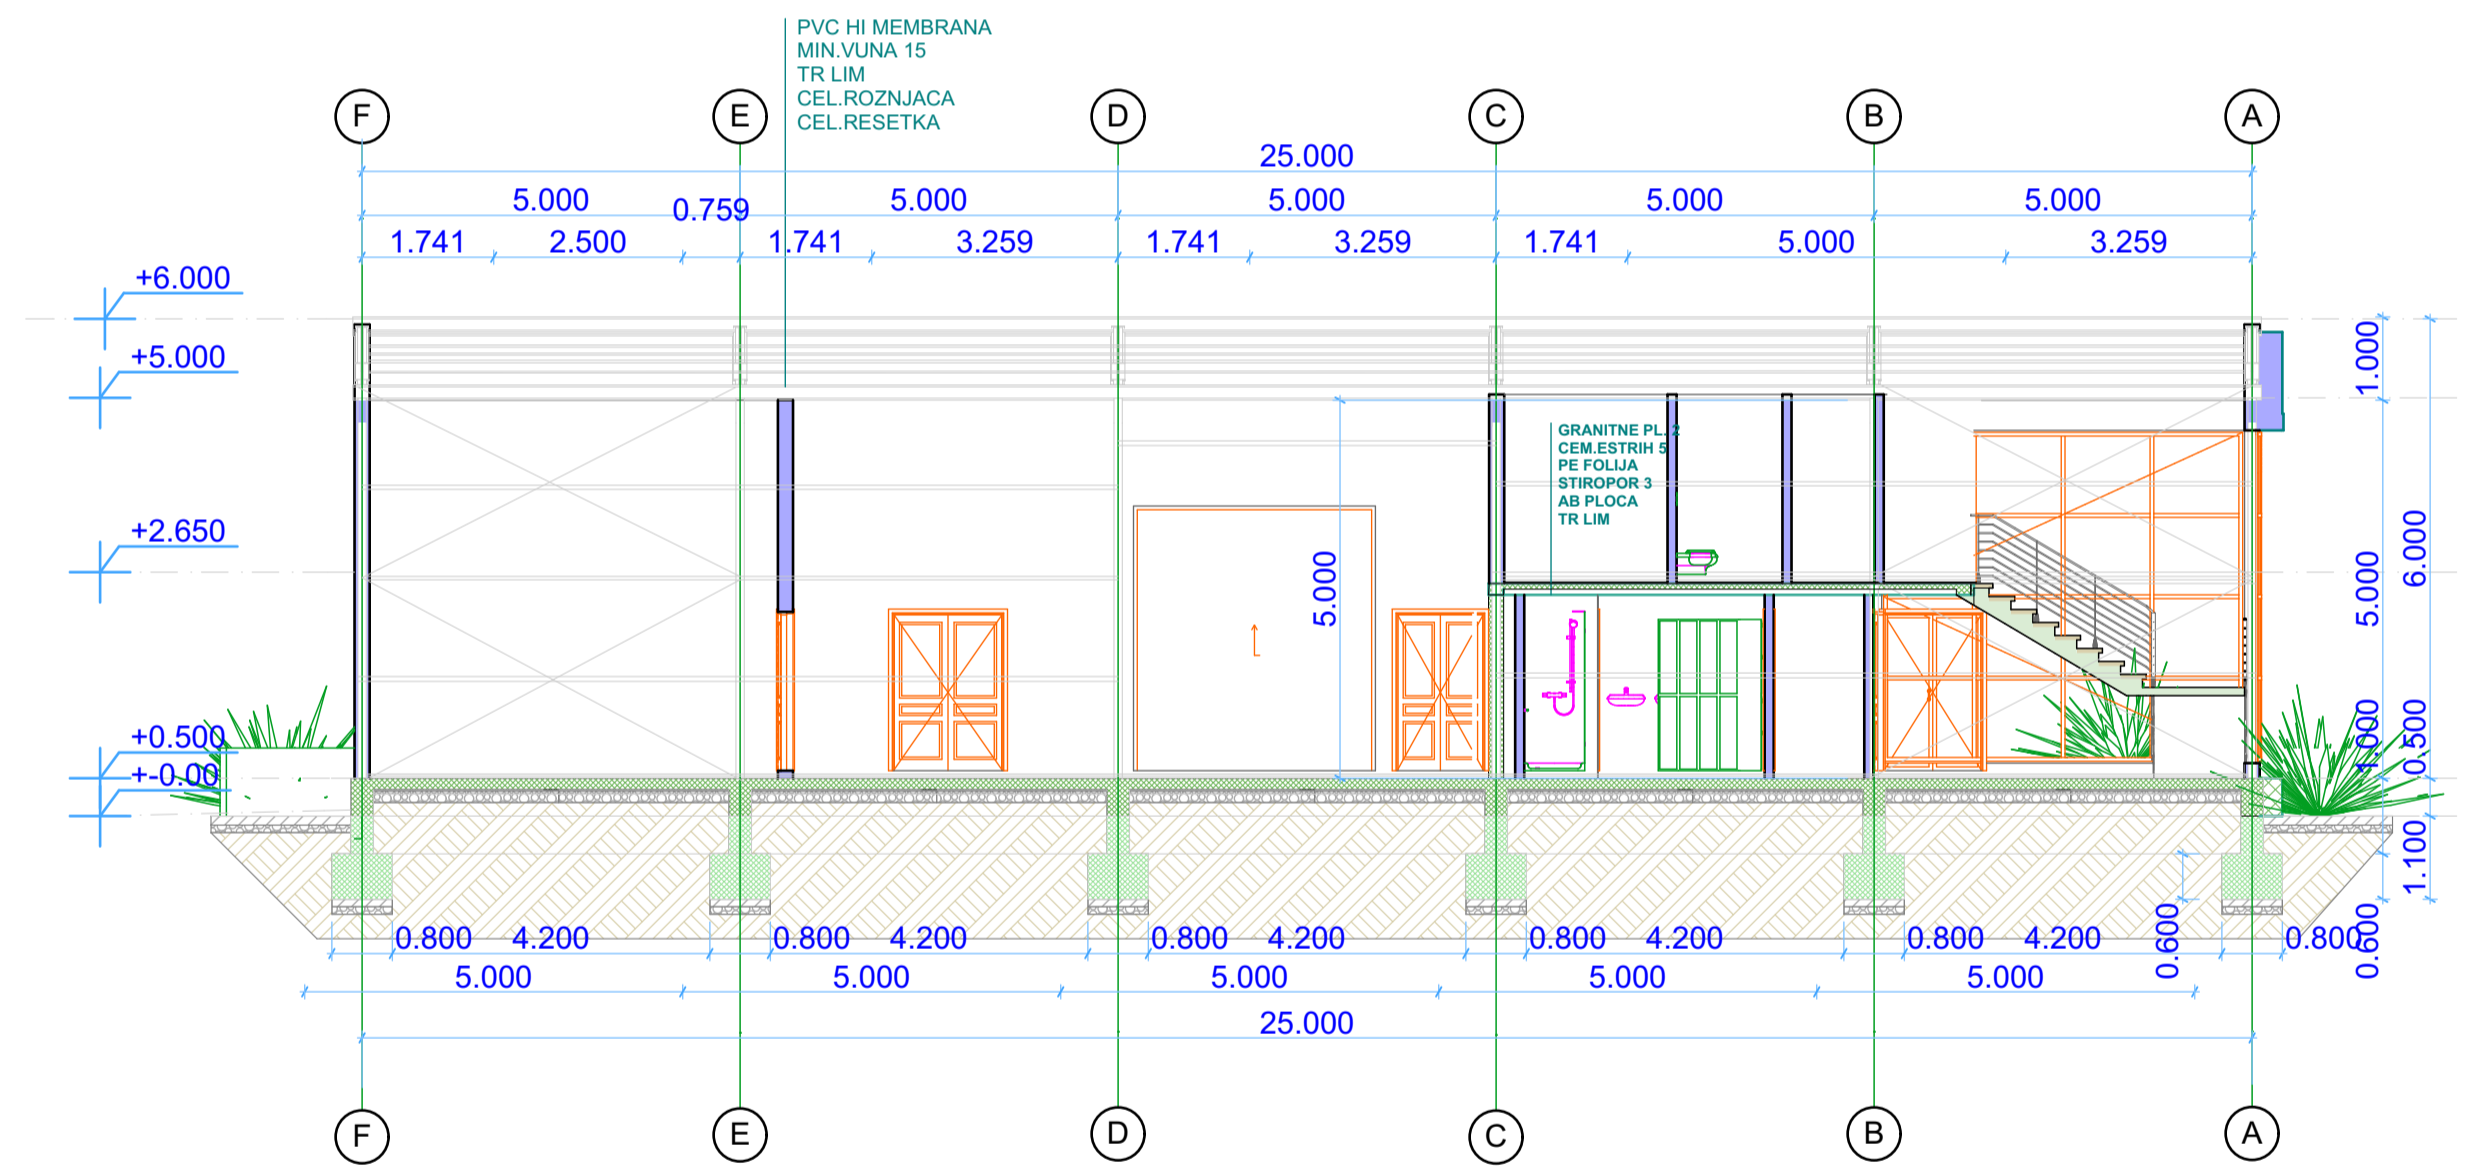 PVC HI MEMBRANA
MIN.VUNA 15
TR LIM
CEL.ROZNJACA
CEL.RESETKA
F E D C B A
25.000
5.000 5.000 5.000 5.000 5.000
0.759
1.741 2.500 1.741 3.259 1.741 3.259 1.741 5.000 3.259
+6.000
+5.000
+2.650
+0.500
+-0.00
GRANITNE PL. 2
CEM.ESTRIH 5
PE FOLIJA
STIROPOR 3
AB PLOCA
TR LIM
5.000
1.000
5.000
6.000
1.000
0.500
1.100
0.600
0.600
0.800 4.200 0.800 4.200 0.800 4.200 0.800 4.200 0.800 4.200 0.800
5.000 5.000 5.000 5.000 5.000
25.000
F E D C B A